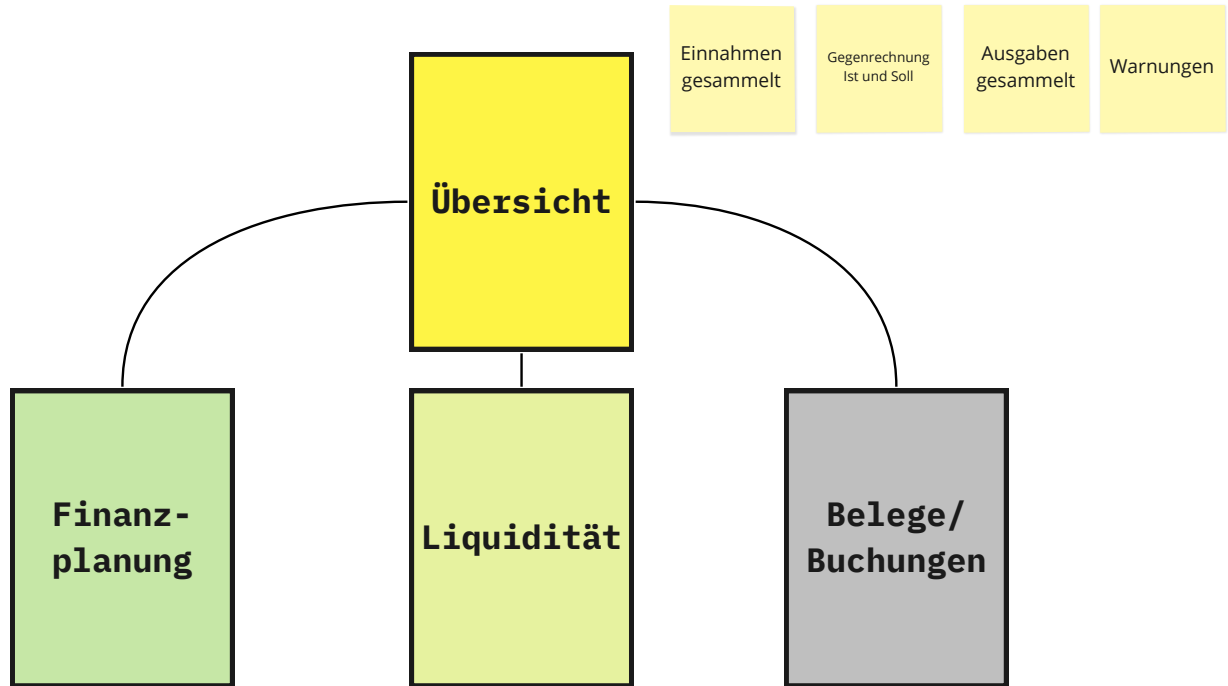 Einnahmen
gesammelt
Gegenrechnung
Ist und Soll
Ausgaben
gesammelt
Warnungen
Übersicht
Finanz-
planung
Liquidität
Belege/
Buchungen